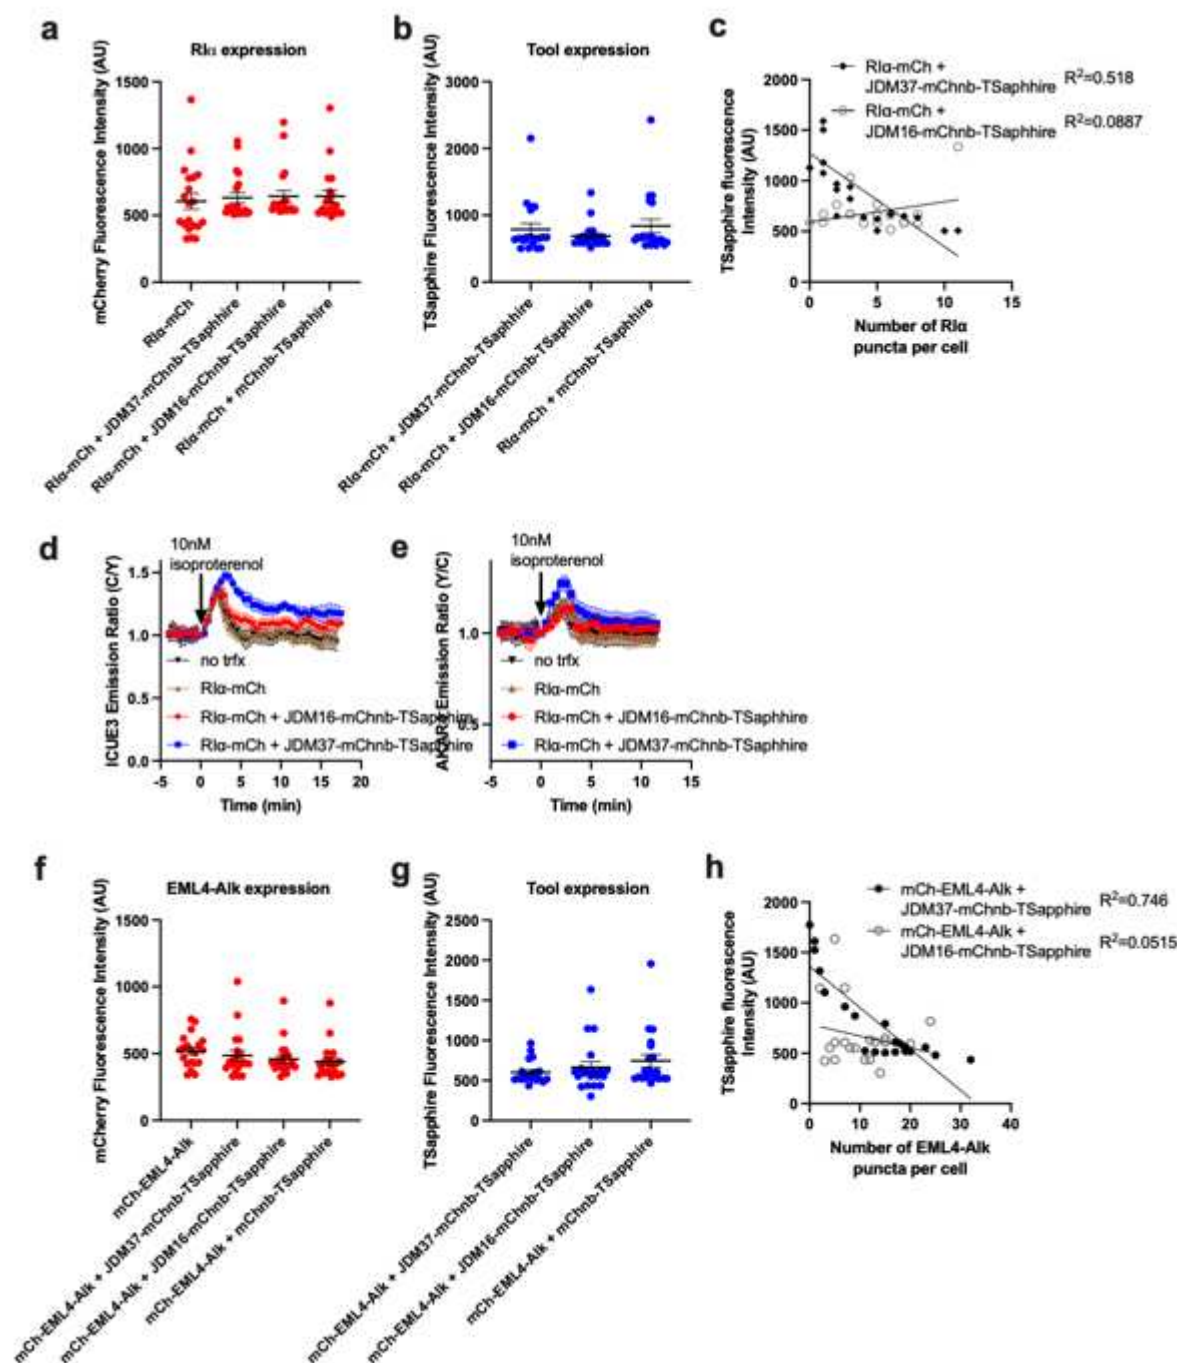 a
RIα expression
mCherry Fluorescence Intensity (AU)
1500
1000
500
0
RIα-mCh
RIα-mCh + JDM37-mChnb-TSaphhire
RIα-mCh + JDM16-mChnb-TSaphhire
RIα-mCh + mChnb-TSaphhire
b
Tool expression
TSapphire Fluorescence Intensity (AU)
3000
2000
1000
0
RIα-mCh + JDM37-mChnb-TSaphhire
RIα-mCh + JDM16-mChnb-TSaphhire
RIα-mCh + mChnb-TSaphhire
c
RIα-mCh +
JDM37-mChnb-TSaphhire
R²=0.518
RIα-mCh +
JDM16-mChnb-TSaphhire
R²=0.0887
TSapphire fluorescence
Intensity (AU)
2000
1500
1000
500
0
0 5 10 15
Number of RIα
puncta per cell
d
10nM
isoproterenol
ICUE3 Emission Ratio (C/Y)
1.5
1.0
0.5
0.0
no trfx
RIα-mCh
RIα-mCh + JDM16-mChnb-TSaphhire
RIα-mCh + JDM37-mChnb-TSaphhire
-5 0 5 10 15 20
Time (min)
e
10nM
isoproterenol
Emission Ratio (Y/C)
1.0
0.5
no trfx
RIα-mCh
RIα-mCh + JDM16-mChnb-TSaphhire
RIα-mCh + JDM37-mChnb-TSaphhire
-5 0 5 10 15
Time (min)
f
EML4-Alk expression
mCherry Fluorescence Intensity (AU)
1500
1000
500
0
mCh-EML4-Alk
mCh-EML4-Alk + JDM37-mChnb-TSapphire
mCh-EML4-Alk + JDM16-mChnb-TSapphire
mCh-EML4-Alk + mChnb-TSapphire
g
Tool expression
TSapphire Fluorescence Intensity (AU)
2500
2000
1500
1000
500
0
mCh-EML4-Alk + JDM37-mChnb-TSapphire
mCh-EML4-Alk + JDM16-mChnb-TSapphire
mCh-EML4-Alk + mChnb-TSapphire
h
mCh-EML4-Alk +
JDM37-mChnb-TSapphire
R²=0.746
mCh-EML4-Alk +
JDM16-mChnb-TSapphire
R²=0.0515
TSapphire fluorescence
Intensity (AU)
2000
1500
1000
500
0
0 10 20 30 40
Number of EML4-Alk
puncta per cell